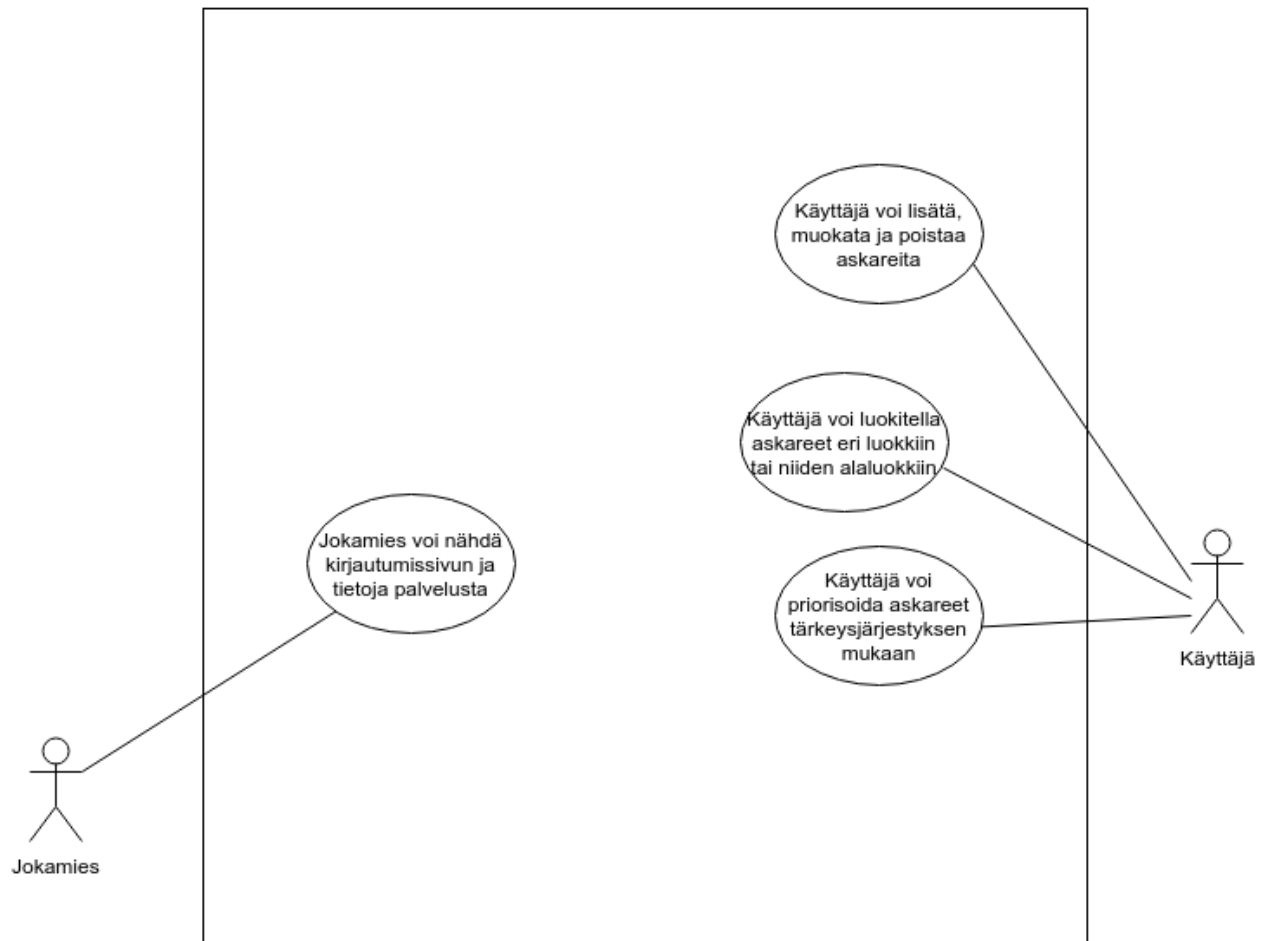 Käyttäjä voi lisätä,
muokata ja poistaa
askareita
Käyttäjä voi luokitella
askareet eri luokkiin
tai niiden alaluokkiin
Jokamies voi nähdä
kirjautumissivun ja
tietoja palvelusta
Käyttäjä voi
priorisoida askareet
tärkeysjärjestyksen
mukaan
Käyttäjä
Jokamies